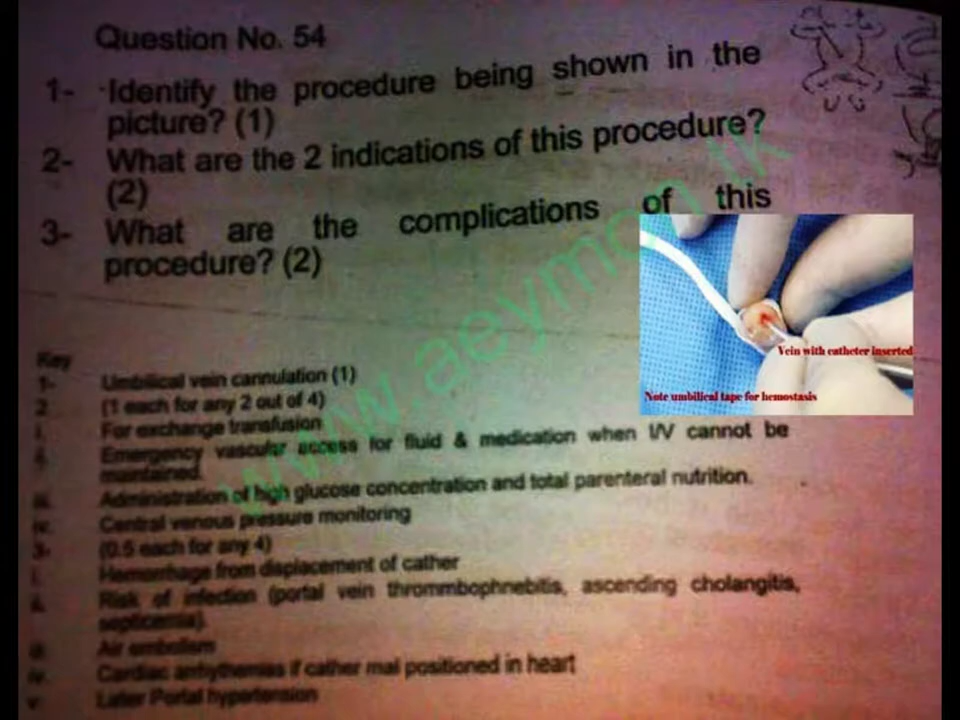 Question No. 54
1- Identify the procedure being shown in the
picture? (1)
2- What are the 2 indications of this procedure?
(2)
3- What are the complications of this
procedure? (2)
Vein with catheter inserted
Note umbilical tape for hemostasis
www.aeymon.tk
Key
1- Umbilical vein cannulation (1)
2 (1 each for any 2 out of 4)
i. For exchange transfusion
ii. Emergency vascular access for fluid & medication when I/V cannot be
maintained.
iii. Administration of high glucose concentration and total parenteral nutrition.
iv. Central venous pressure monitoring
3- (0.5 each for any 4)
i. Hemorrhage from displacement of cather
ii. Risk of infection (portal vein thrommbophnebitis, ascending cholangitis,
septicemia).
iii. Air embolism
iv. Cardiac arrhythemias if cather mal positioned in heart
v. Later Portal hypertension